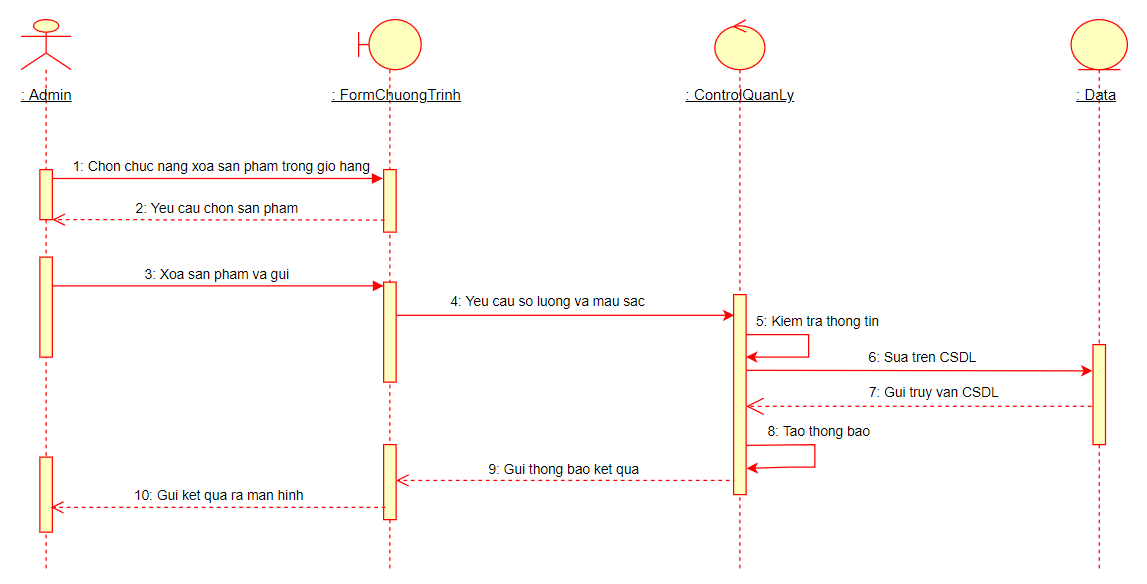 : Admin
: FormChuongTrinh
: ControlQuanLy
: Data
1: Chon chuc nang xoa san pham trong gio hang
2: Yeu cau chon san pham
3: Xoa san pham va gui
4: Yeu cau so luong va mau sac
5: Kiem tra thong tin
6: Sua tren CSDL
7: Gui truy van CSDL
8: Tao thong bao
9: Gui thong bao ket qua
10: Gui ket qua ra man hinh